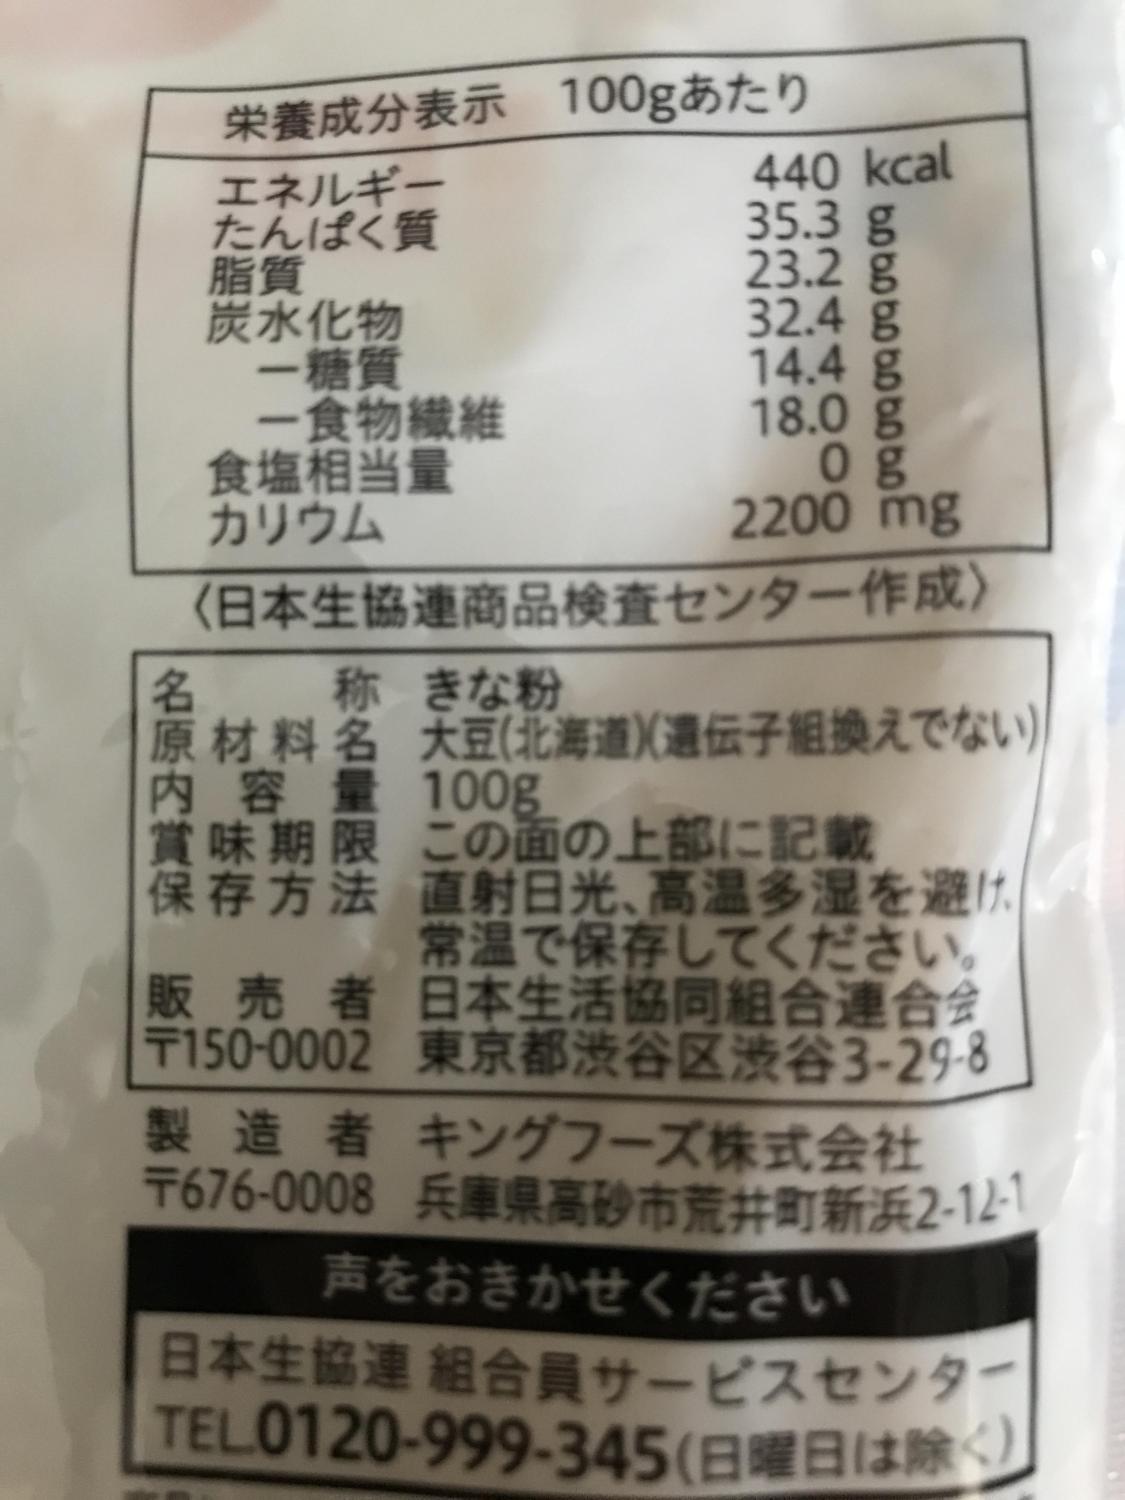 栄養成分表示 100gあたり
エネルギー 440 kcal
たんぱく質 35.3 g
脂質 23.2 g
炭水化物 32.4 g
ー糖質 14.4 g
ー食物繊維 18.0 g
食塩相当量 0 g
カリウム 2200 mg
〈日本生協連商品検査センター作成〉
名称 きな粉
原材料名 大豆(北海道)(遺伝子組換えでない)
内容量 100g
賞味期限 この面の上部に記載
保存方法 直射日光、高温多湿を避け、
常温で保存してください。
販売者 日本生活協同組合連合会
〒150-0002 東京都渋谷区渋谷3-29-8
製造者 キングフーズ株式会社
〒676-0008 兵庫県高砂市荒井町新浜2-12-1
声をおきかせください
日本生協連 組合員サービスセンター
TEL.0120-999-345(日曜日は除く)